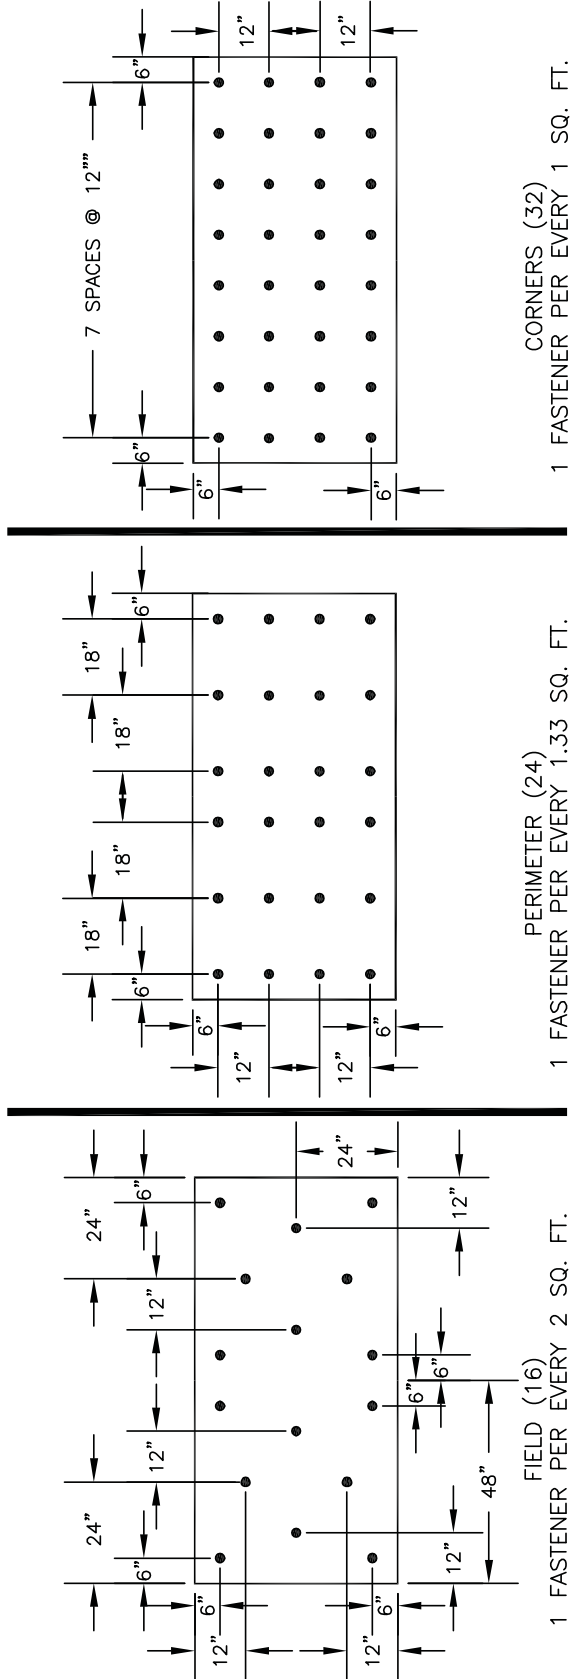 24" 24"
6" 12" 12" 6"
6"
12"
24"
6"
12"
6" 6"
12" 12"
48"
FIELD (16)
1 FASTENER PER EVERY 2 SQ. FT.
18" 18"
6" 18" 18" 6"
6"
12"
12"
6"
PERIMETER (24)
1 FASTENER PER EVERY 1.33 SQ. FT.
7 SPACES @ 12""
6" 6"
6"
12"
12"
6"
CORNERS (32)
1 FASTENER PER EVERY 1 SQ. FT.